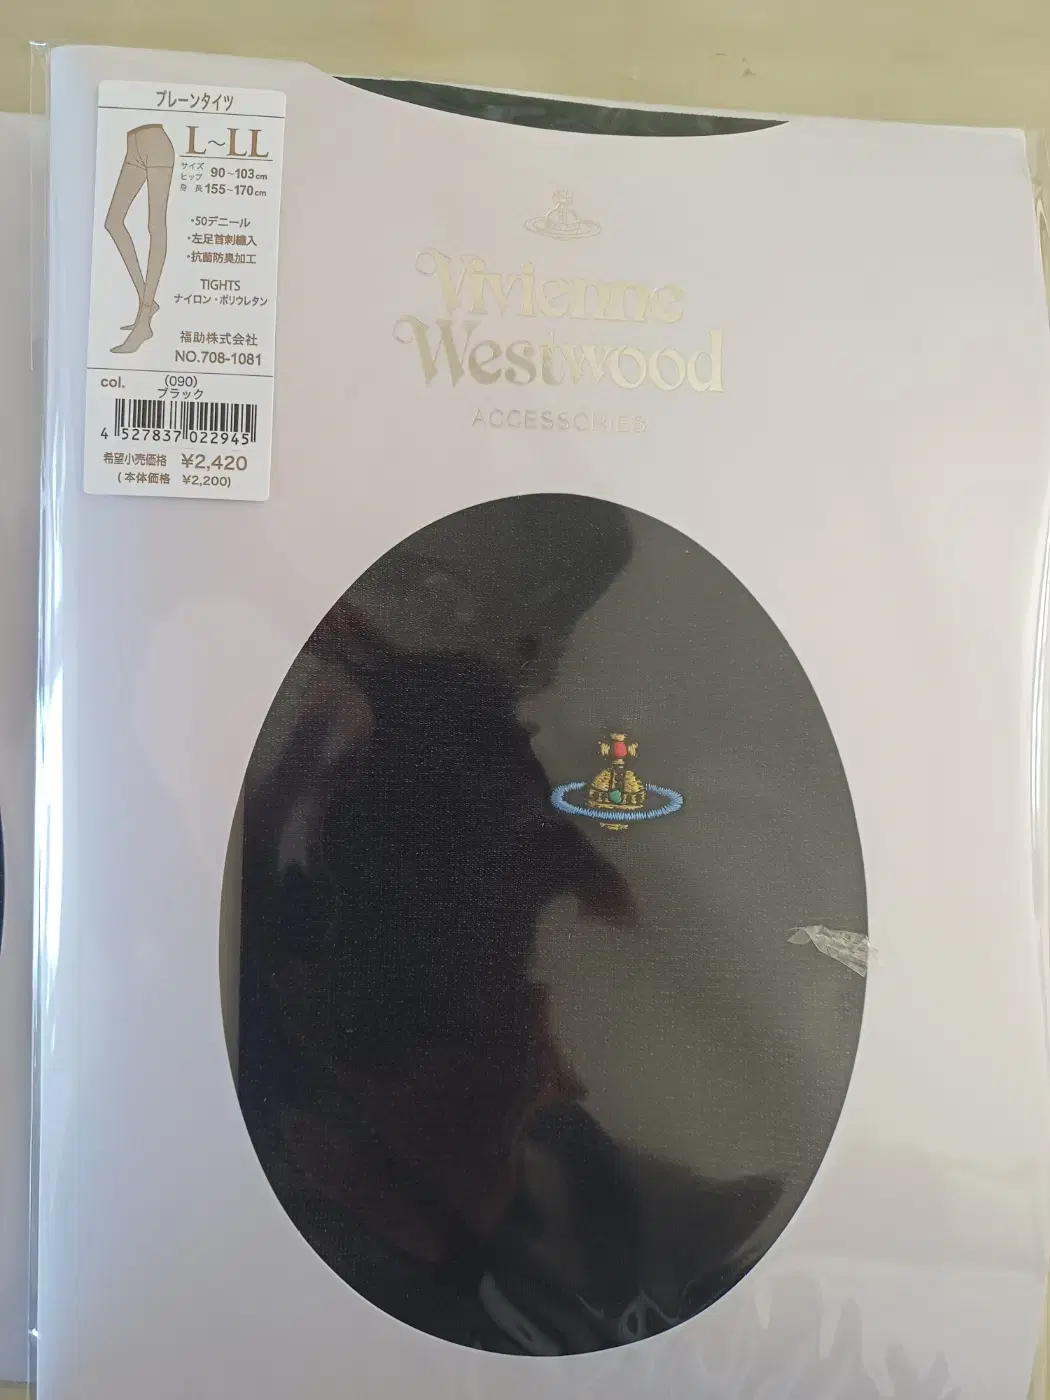 プレーンタイツ
L~LL
サイズ
ヒップ 90~103cm
身長 155~170cm
・50デニール
・左足首刺繍入
・抗菌防臭加工
TIGHTS
ナイロン・ポリウレタン
福助株式会社
NO.708-1081
col. (090)
ブラック
4 527837 022945
希望小売価格 ¥2,420
(本体価格 ¥2,200)
Vivienne
Westwood
ACCESSORIES